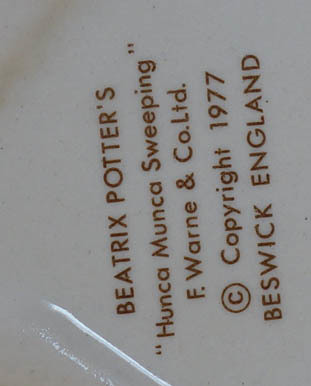 BEATRIX POTTER'S
"Hunca Munca Sweeping"
F. Warne & Co.Ltd.
© Copyright 1977
BESWICK ENGLAND